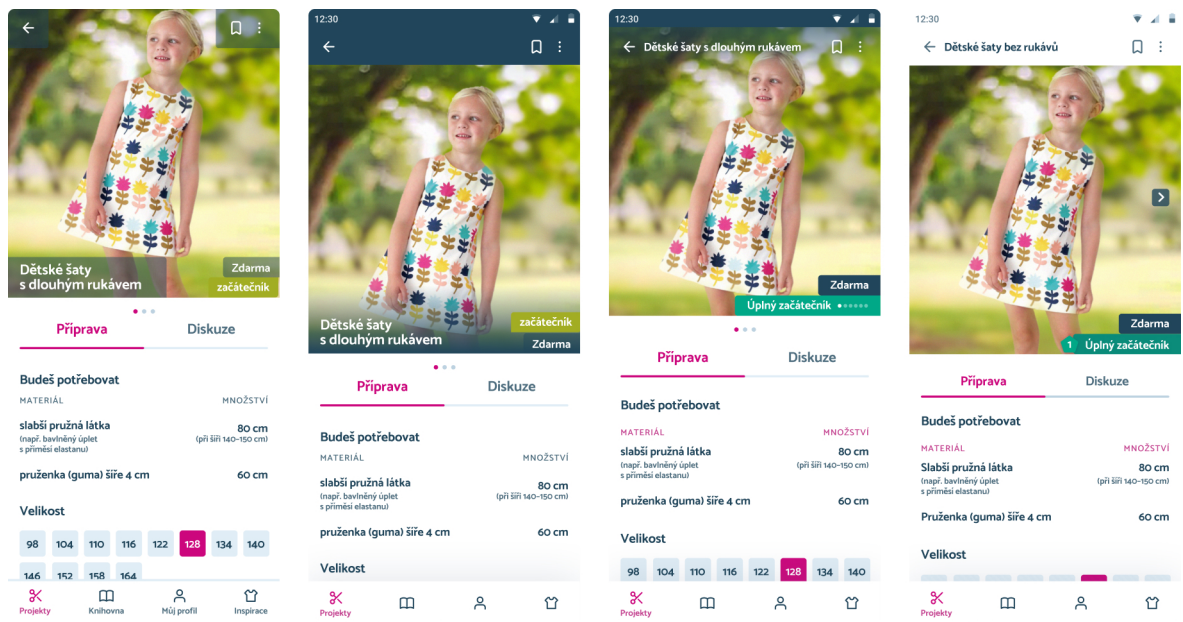 Dětské šaty
s dlouhým rukávem
Zdarma
začátečník
Příprava
Diskuze
Budeš potřebovat
MATERIÁL
MNOŽSTVÍ
slabší pružná látka
80 cm
(např. bavlněný úplet
s příměsí elastanu)
(při šíři 140–150 cm)
pruženka (guma) šíře 4 cm
60 cm
Velikost
98 104 110 116 122 128 134 140
146 152 158 164
Projekty
Knihovna
Můj profil
Inspirace
12:30
Dětské šaty
s dlouhým rukávem
začátečník
Zdarma
Příprava
Diskuze
Budeš potřebovat
MATERIÁL
MNOŽSTVÍ
slabší pružná látka
80 cm
(např. bavlněný úplet
s příměsí elastanu)
(při šíři 140–150 cm)
pruženka (guma) šíře 4 cm
60 cm
Velikost
Projekty
12:30
Dětské šaty s dlouhým rukávem
Zdarma
Úplný začátečník
Příprava
Diskuze
Budeš potřebovat
MATERIÁL
MNOŽSTVÍ
slabší pružná látka
80 cm
(např. bavlněný úplet
s příměsí elastanu)
(při šíři 140–150 cm)
pruženka (guma) šíře 4 cm
60 cm
Velikost
98 104 110 116 122 128 134 140
Projekty
12:30
Dětské šaty bez rukávů
Zdarma
1 Úplný začátečník
Příprava
Diskuze
Budeš potřebovat
MATERIÁL
MNOŽSTVÍ
Slabší pružná látka
80 cm
(např. bavlněný úplet
s příměsí elastanu)
(při šíři 140–150 cm)
Pruženka (guma) šíře 4 cm
60 cm
Velikost
Projekty